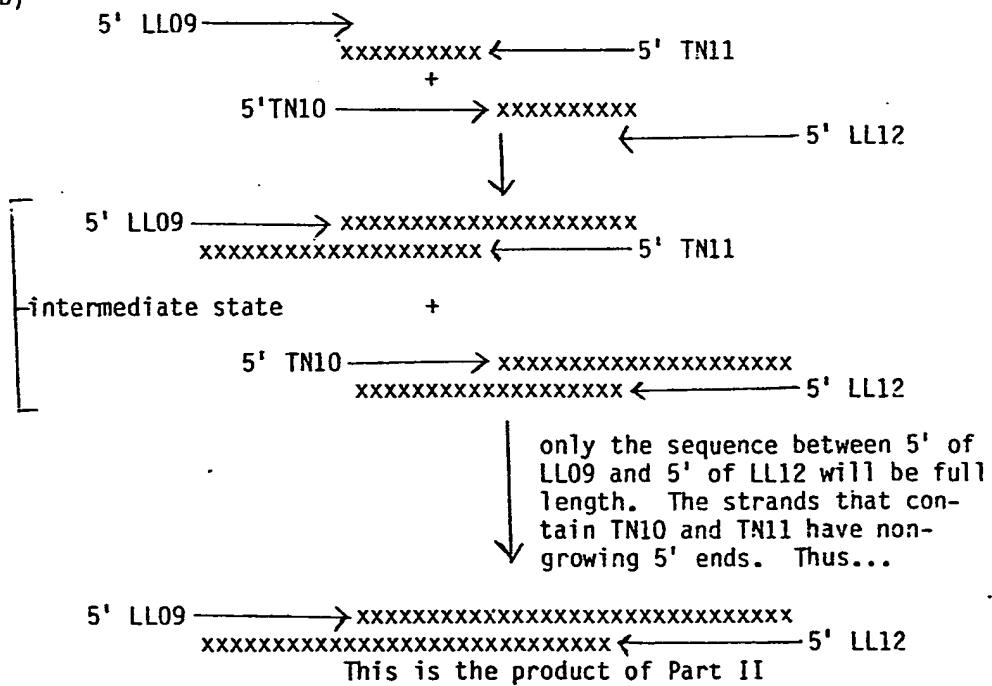 b)
5' LL09
xxxxxxxxxx 5' TN11
+
5'TN10 xxxxxxxxxx
5' LL12
5' LL09 xxxxxxxxxxxxxxxxxxxxx
xxxxxxxxxxxxxxxxxxxx 5' TN11
intermediate state +
5' TN10 xxxxxxxxxxxxxxxxxxxxx
xxxxxxxxxxxxxxxxxxx 5' LL12
only the sequence between 5' of
LL09 and 5' of LL12 will be full
length. The strands that con-
tain TN10 and TN11 have non-
growing 5' ends. Thus...
5' LL09 xxxxxxxxxxxxxxxxxxxxxxxxxxxxxxx
xxxxxxxxxxxxxxxxxxxxxxxxxxxxx 5' LL12
This is the product of Part II